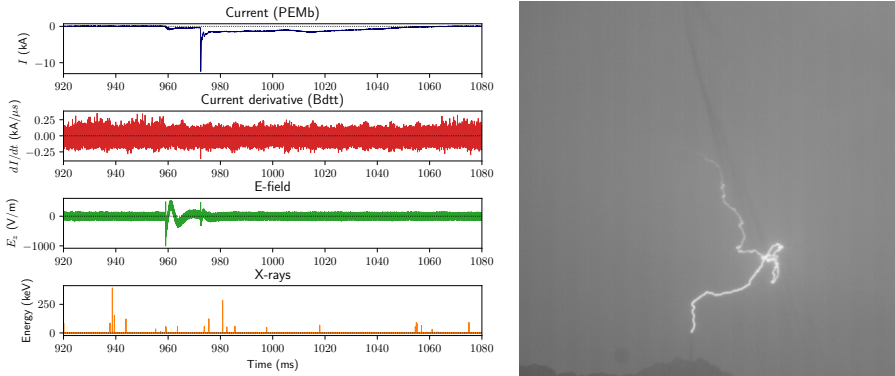 Current (PEMb)
I (kA)
0
−10
920 940 960 980 1000 1020 1040 1060 1080
Current derivative (Bdtt)
dI/dt (kA/μs)
0.25
0.00
−0.25
920 940 960 980 1000 1020 1040 1060 1080
E-field
E_z (V/m)
0
−1000
920 940 960 980 1000 1020 1040 1060 1080
X-rays
Energy (keV)
250
0
920 940 960 980 1000 1020 1040 1060 1080
Time (ms)